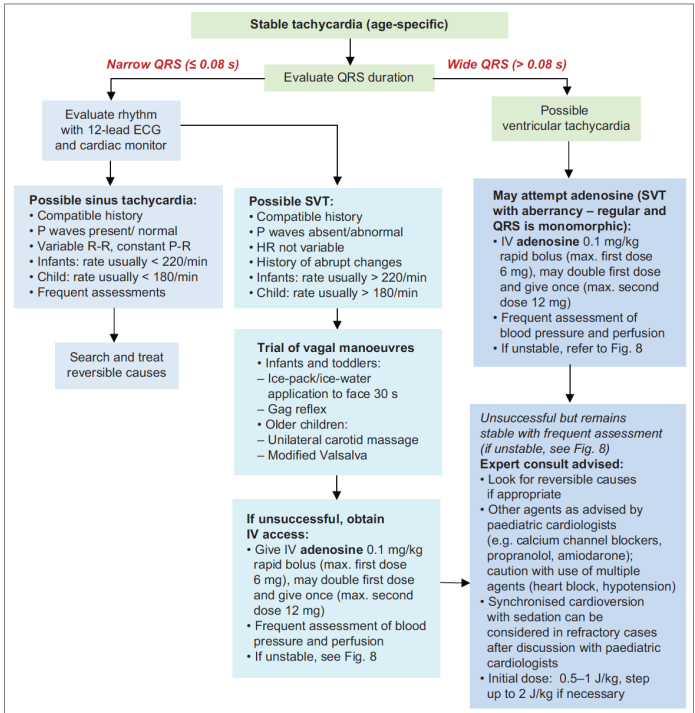 Stable tachycardia (age-specific)
Narrow QRS (≤ 0.08 s)
Evaluate QRS duration
Wide QRS (> 0.08 s)
Evaluate rhythm
with 12-lead ECG
and cardiac monitor
Possible
ventricular tachycardia
Possible sinus tachycardia:
• Compatible history
• P waves present/ normal
• Variable R-R, constant P-R
• Infants: rate usually < 220/min
• Child: rate usually < 180/min
• Frequent assessments
Search and treat
reversible causes
Possible SVT:
• Compatible history
• P waves absent/abnormal
• HR not variable
• History of abrupt changes
• Infants: rate usually > 220/min
• Child: rate usually > 180/min
Trial of vagal manoeuvres
• Infants and toddlers:
– Ice-pack/ice-water
application to face 30 s
– Gag reflex
• Older children:
– Unilateral carotid massage
– Modified Valsalva
If unsuccessful, obtain
IV access:
• Give IV adenosine 0.1 mg/kg
rapid bolus (max. first dose
6 mg), may double first dose
and give once (max. second
dose 12 mg)
• Frequent assessment of blood
pressure and perfusion
• If unstable, see Fig. 8
May attempt adenosine (SVT
with aberrancy – regular and
QRS is monomorphic):
• IV adenosine 0.1 mg/kg
rapid bolus (max. first dose
6 mg), may double first dose
and give once (max. second
dose 12 mg)
• Frequent assessment of
blood pressure and perfusion
• If unstable, refer to Fig. 8
Unsuccessful but remains
stable with frequent assessment
(if unstable, see Fig. 8)
Expert consult advised:
• Look for reversible causes
if appropriate
• Other agents as advised by
paediatric cardiologists
(e.g. calcium channel blockers,
propranolol, amiodarone);
caution with use of multiple
agents (heart block, hypotension)
• Synchronised cardioversion
with sedation can be
considered in refractory cases
after discussion with paediatric
cardiologists
• Initial dose: 0.5–1 J/kg, step
up to 2 J/kg if necessary